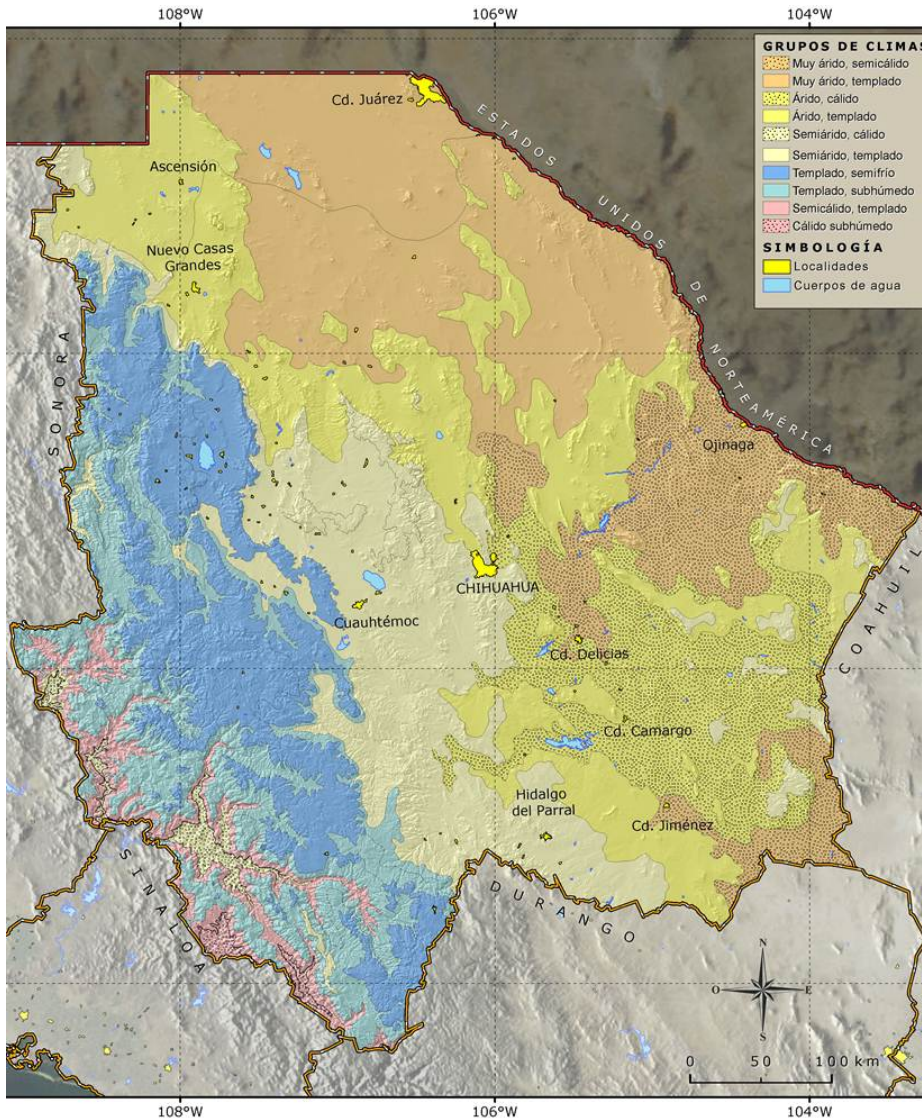 108°W 106°W 104°W
GRUPOS DE CLIMAS
Muy árido, semicálido
Muy árido, templado
Árido, cálido
Árido, templado
Semiárido, cálido
Semiárido, templado
Templado, semifrío
Templado, subhúmedo
Semicálido, templado
Cálido subhúmedo
SIMBOLOGÍA
Localidades
Cuerpos de agua
Cd. Juárez
ESTADOS UNIDOS DE NORTEAMÉRICA
Ascensión
Nuevo Casas
Grandes
SONORA
Ojinaga
CHIHUAHUA
Cuauhtémoc
COAHUIL
Cd. Delicias
Cd. Camargo
Hidalgo
del Parral
Cd. Jiménez
SINALOA
DURANGO
N
O E
S
0 50 100 km
108°W 106°W 104°W